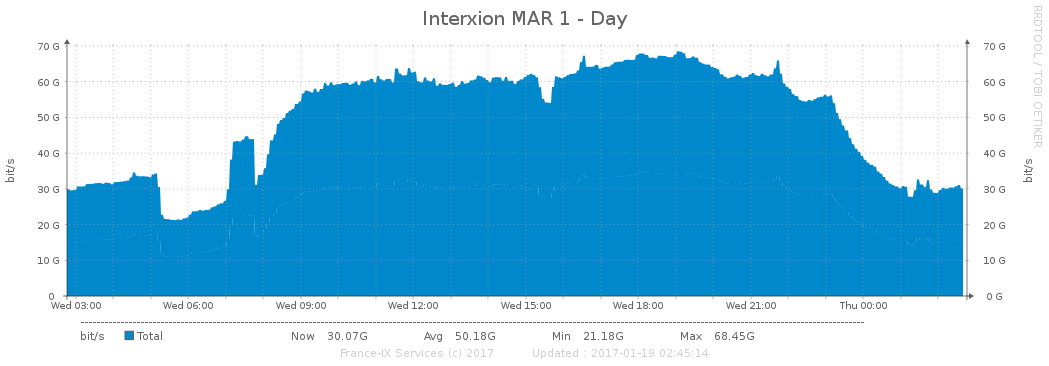 Interxion MAR 1 - Day
RRDTOOL / TOBI OETIKER
70 G 70 G
60 G 60 G
50 G 50 G
40 G 40 G
30 G 30 G
20 G 20 G
10 G 10 G
0 0 G
bit/s bit/s
Wed 03:00 Wed 06:00 Wed 09:00 Wed 12:00 Wed 15:00 Wed 18:00 Wed 21:00 Thu 00:00
bit/s Total Now 30.07G Avg 50.18G Min 21.18G Max 68.45G
France-IX Services (c) 2017 Updated : 2017-01-19 02:45:14